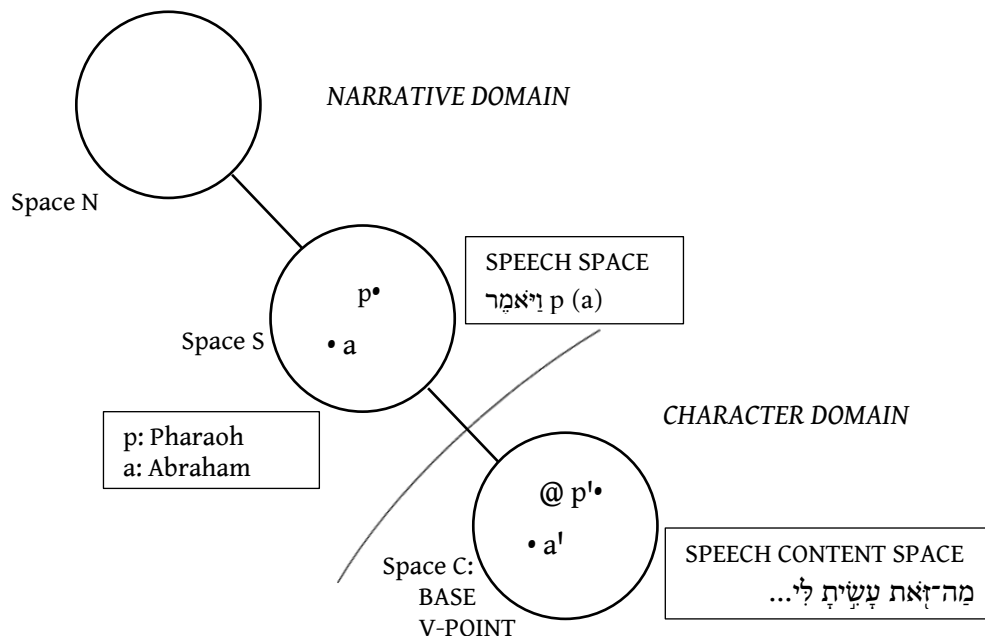 NARRATIVE DOMAIN
Space N
SPEECH SPACE
וַיֹּאמֶר p (a)
p•
Space S
• a
p: Pharaoh
a: Abraham
CHARACTER DOMAIN
@ p'•
• a'
Space C:
BASE
V-POINT
SPEECH CONTENT SPACE
מַה־זֹּ֖את עָשִׂ֣יתָ לִּ֑י...